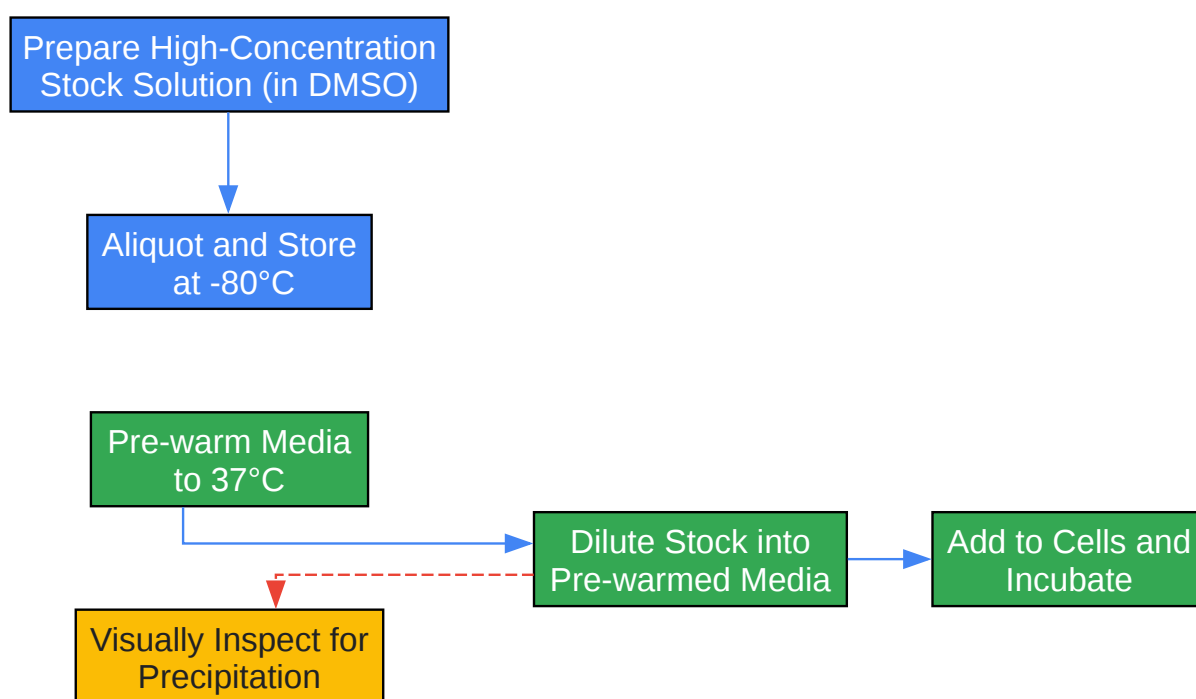 Prepare High-Concentration
Stock Solution (in DMSO)
Aliquot and Store
at -80°C
Pre-warm Media
to 37°C
Dilute Stock into
Pre-warmed Media
Add to Cells and
Incubate
Visually Inspect for
Precipitation